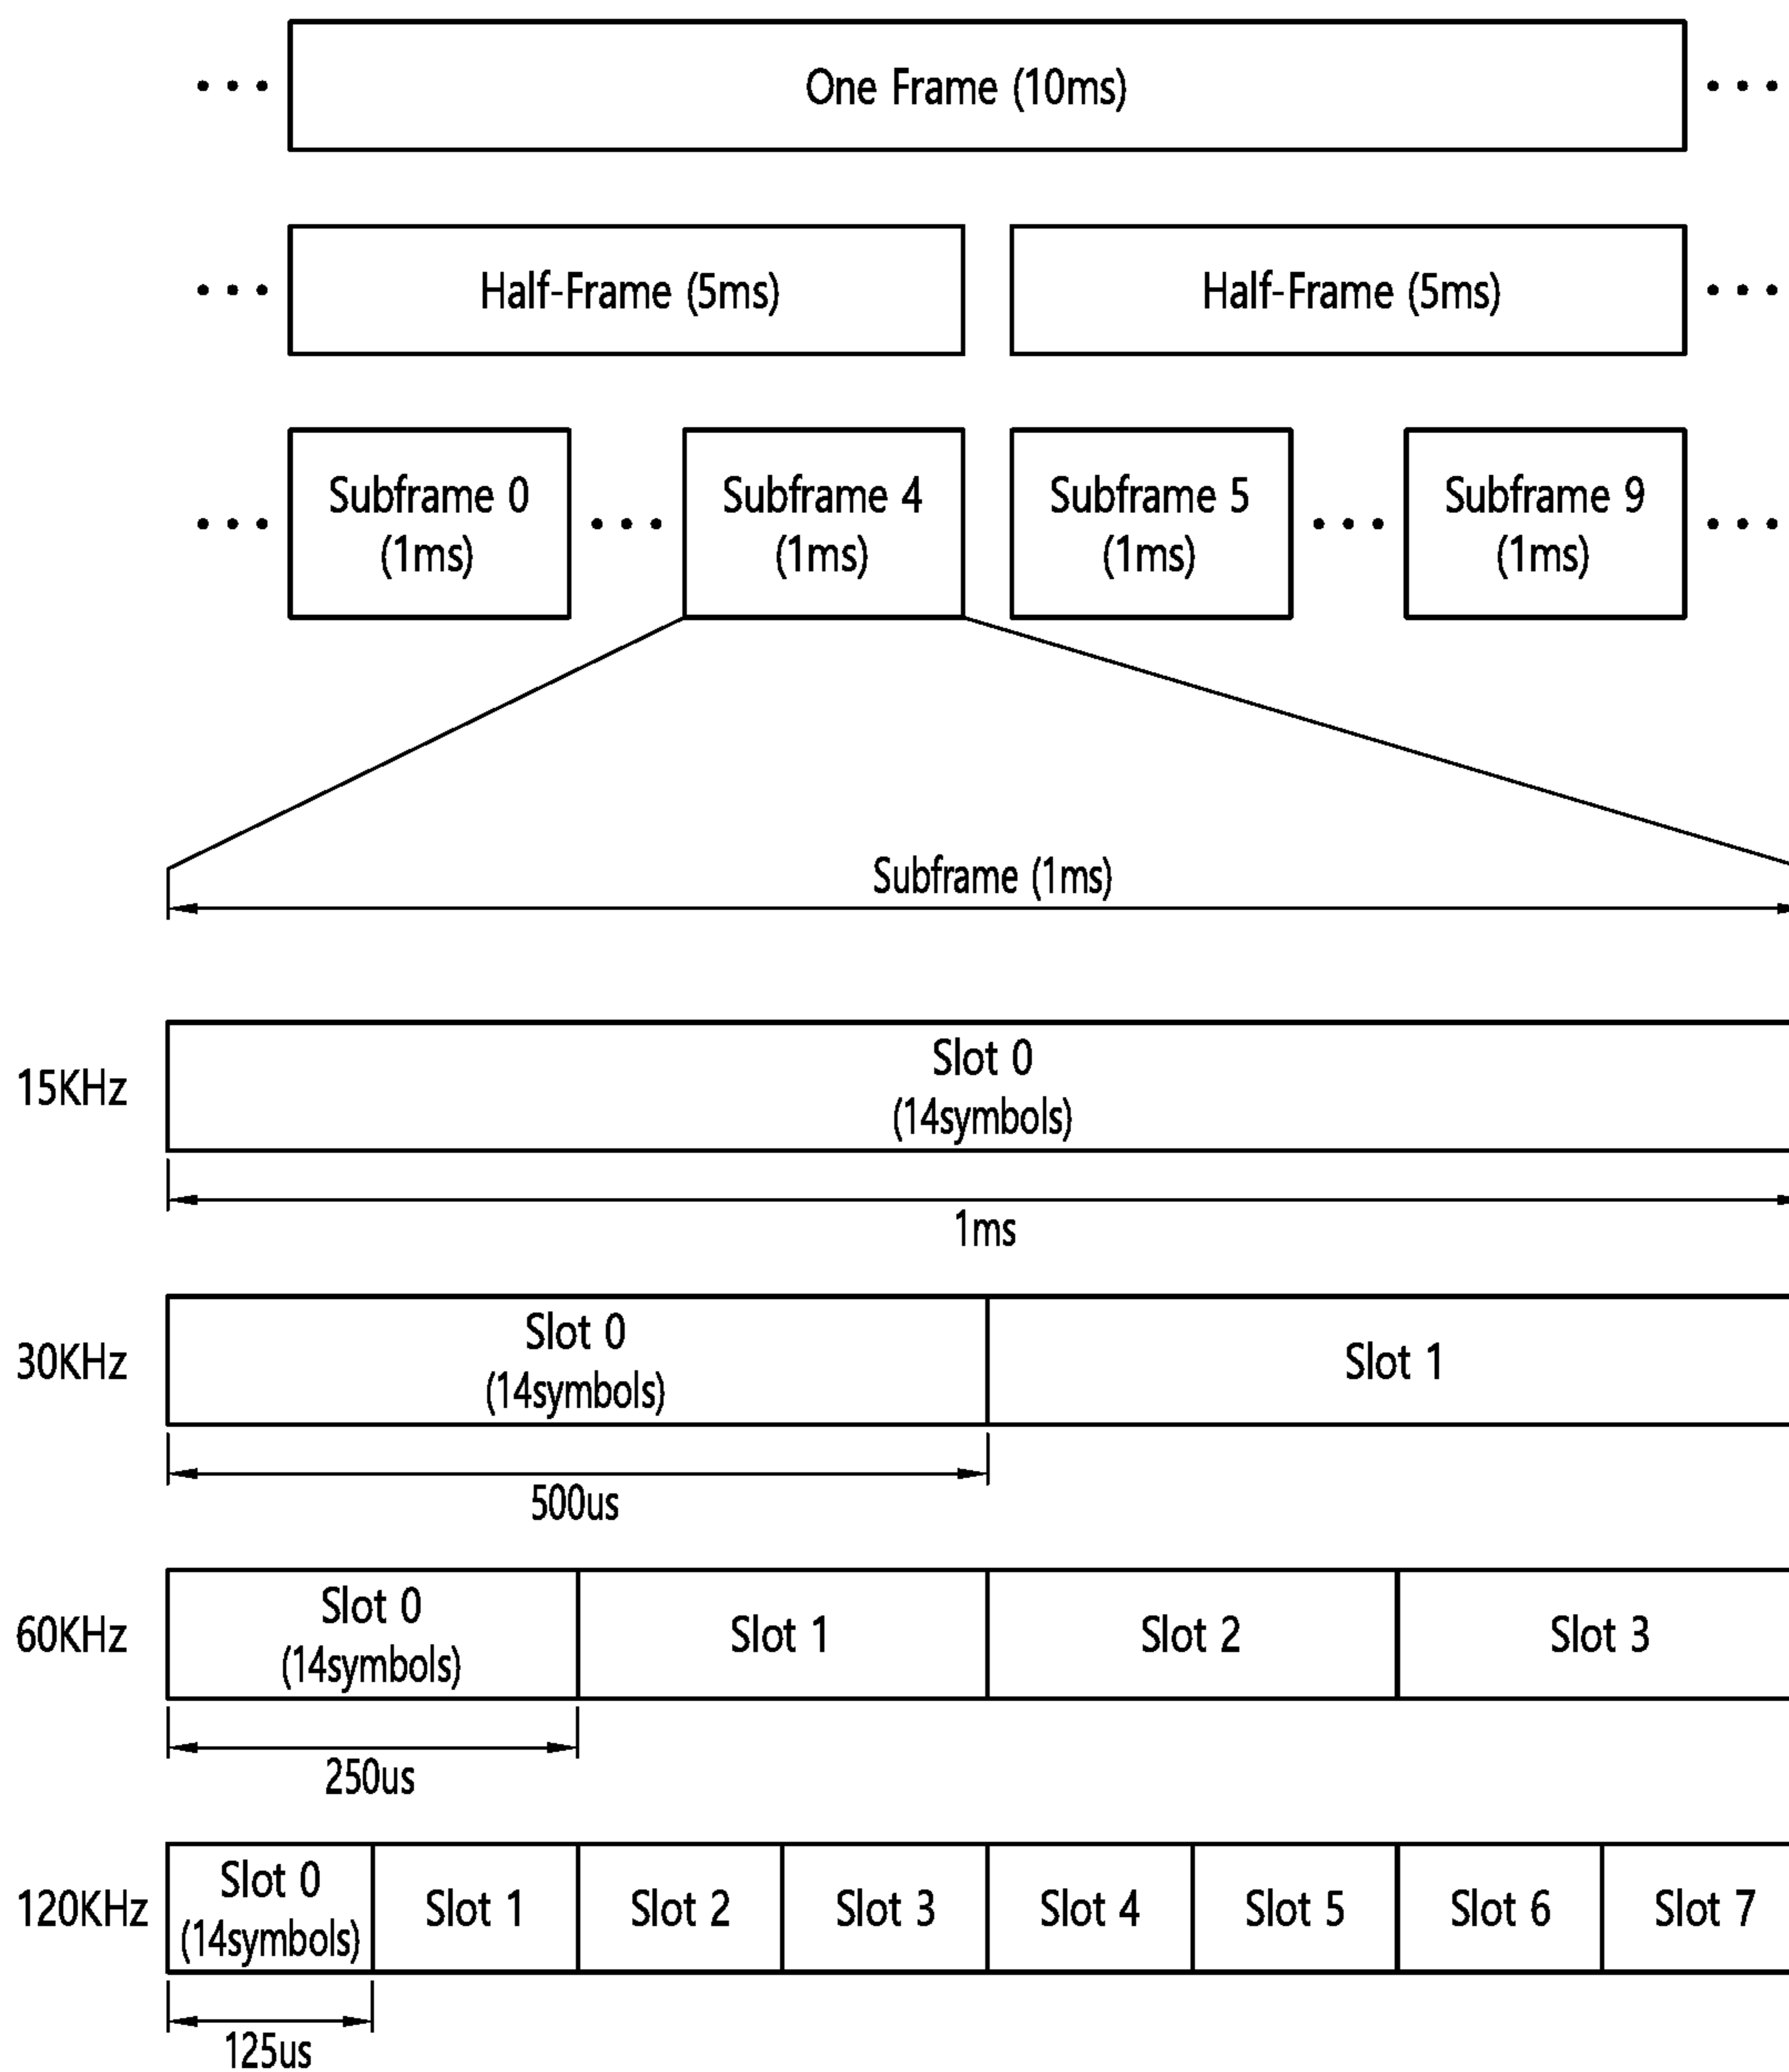 ··· One Frame (10ms) ···
··· Half-Frame (5ms) Half-Frame (5ms) ···
Subframe 0 Subframe 4 Subframe 5 Subframe 9
··· (1ms) ··· (1ms) (1ms) ··· (1ms) ···
Subframe (1ms)
15KHz
Slot 0
(14symbols)
1ms
30KHz
Slot 0
(14symbols)
Slot 1
500us
60KHz
Slot 0
(14symbols)
Slot 1
Slot 2
Slot 3
250us
120KHz
Slot 0
(14symbols)
Slot 1
Slot 2
Slot 3
Slot 4
Slot 5
Slot 6
Slot 7
125us